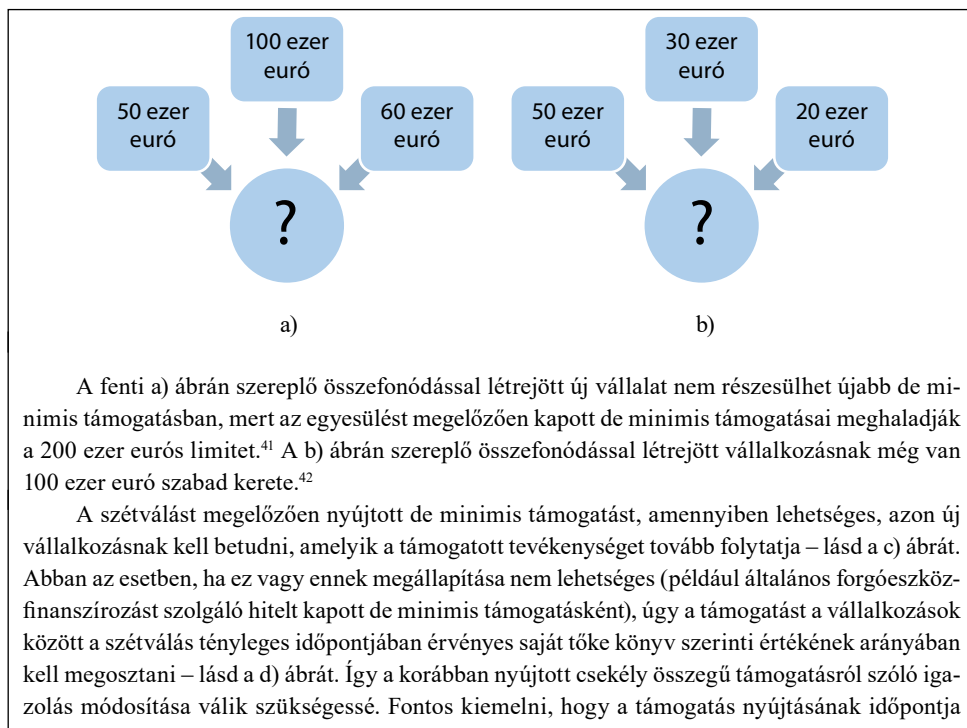 100 ezer
euró
50 ezer
euró
60 ezer
euró
?
a)
30 ezer
euró
50 ezer
euró
20 ezer
euró
?
b)
A fenti a) ábrán szereplő összefonódással létrejött új vállalat nem részesülhet újabb de mi-
nimis támogatásban, mert az egyesülést megelőzően kapott de minimis támogatásai meghaladják
a 200 ezer eurós limitet.41 A b) ábrán szereplő összefonódással létrejött vállalkozásnak még van
100 ezer euró szabad kerete.42
A szétválást megelőzően nyújtott de minimis támogatást, amennyiben lehetséges, azon új
vállalkozásnak kell betudni, amelyik a támogatott tevékenységet tovább folytatja – lásd a c) ábrát.
Abban az esetben, ha ez vagy ennek megállapítása nem lehetséges (például általános forgóeszköz-
finanszírozást szolgáló hitelt kapott de minimis támogatásként), úgy a támogatást a vállalkozások
között a szétválás tényleges időpontjában érvényes saját tőke könyv szerinti értékének arányában
kell megosztani – lásd a d) ábrát. Így a korábban nyújtott csekély összegű támogatásról szóló iga-
zolás módosítása válik szükségessé. Fontos kiemelni, hogy a támogatás nyújtásának időpontja